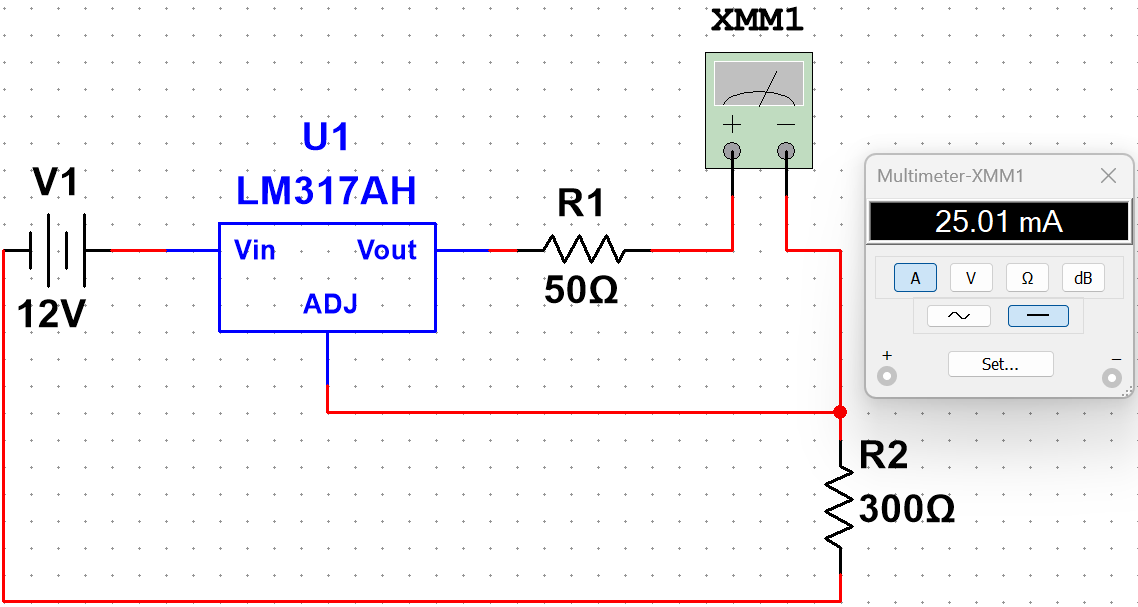 XMM1
U1
V1
LM317AH
R1
Vin
Vout
50Ω
12V
ADJ
+
−
Multimeter-XMM1
25.01 mA
A
V
Ω
dB
+
Set...
−
R2
300Ω